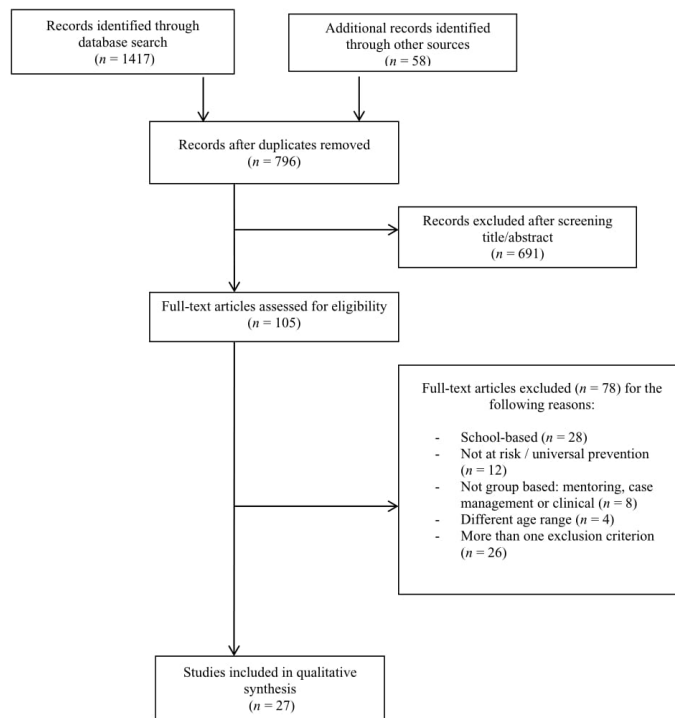 Records identified through
database search
(n = 1417)
Additional records identified
through other sources
(n = 58)
Records after duplicates removed
(n = 796)
Records excluded after screening
title/abstract
(n = 691)
Full-text articles assessed for eligibility
(n = 105)
Full-text articles excluded (n = 78) for the
following reasons:
- School-based (n = 28)
- Not at risk / universal prevention
(n = 12)
- Not group based: mentoring, case
management or clinical (n = 8)
- Different age range (n = 4)
- More than one exclusion criterion
(n = 26)
Studies included in qualitative
synthesis
(n = 27)